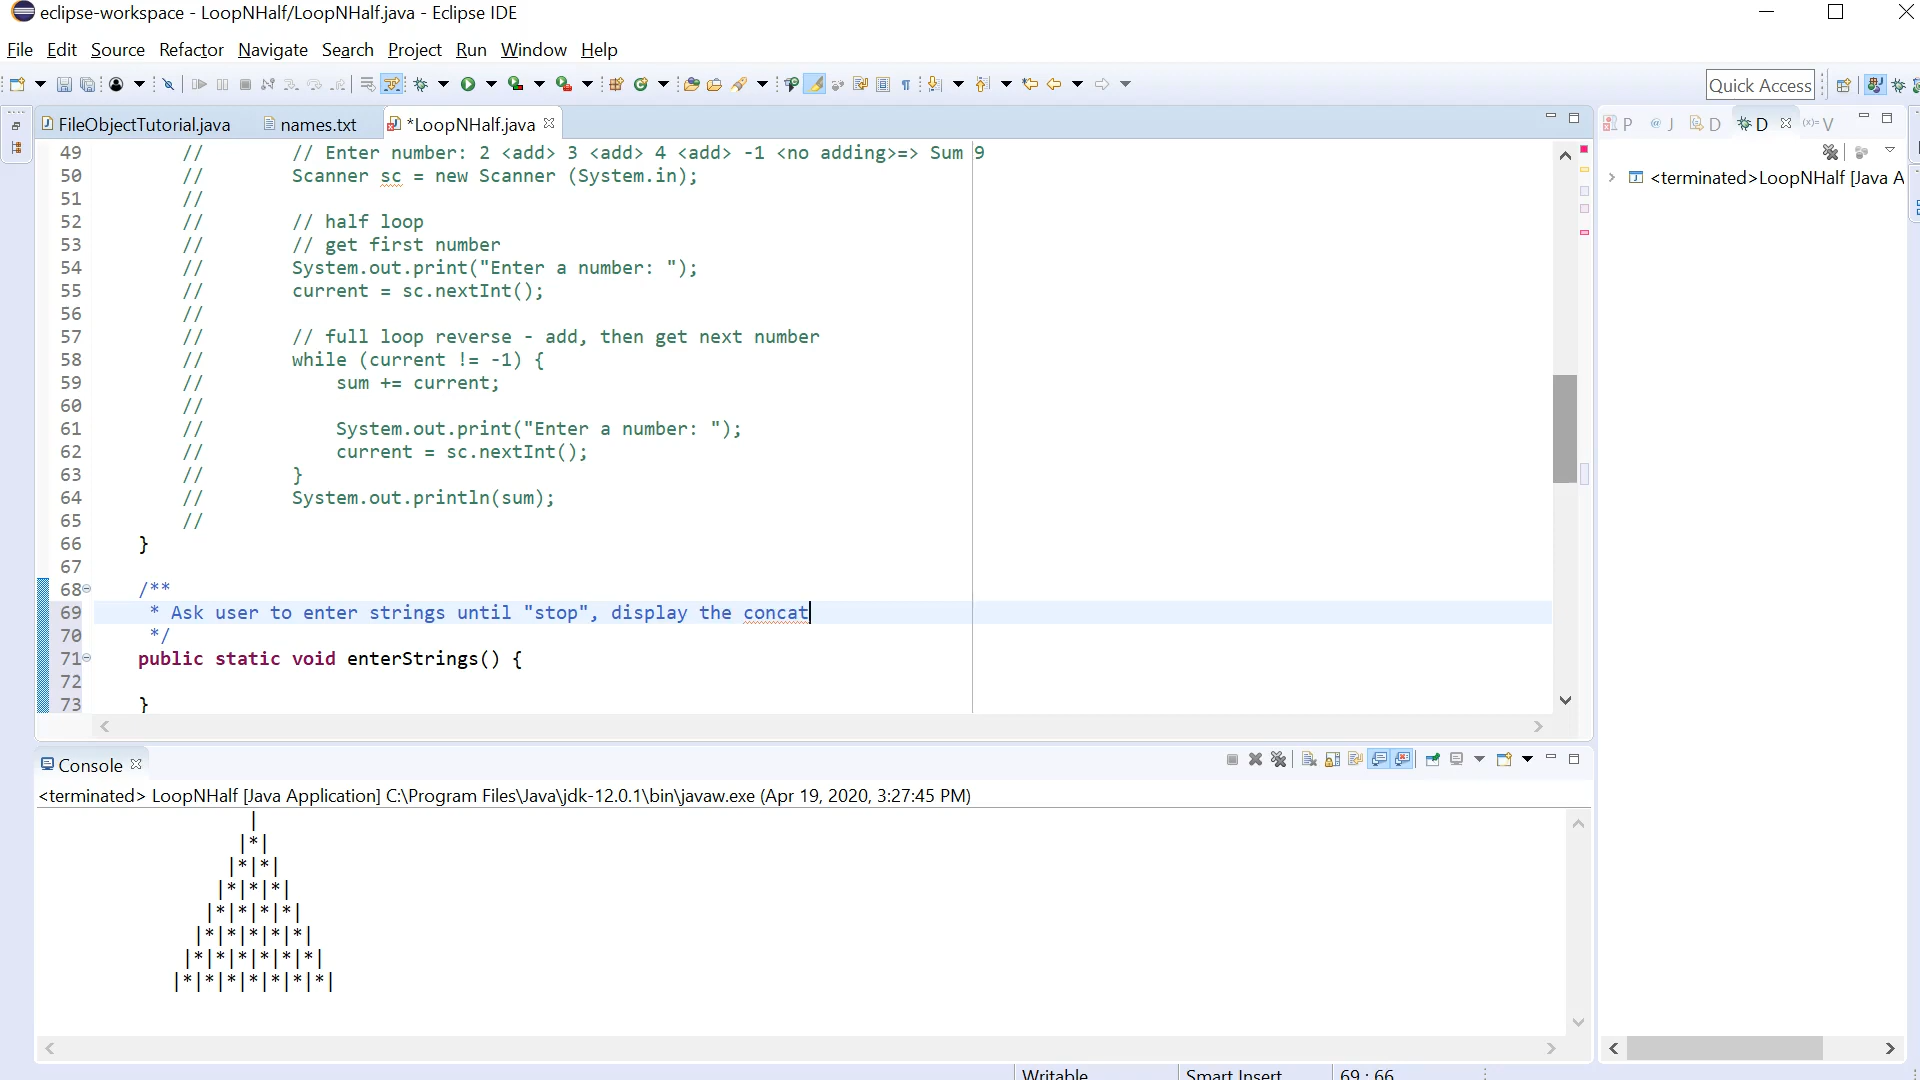 eclipse-workspace - LoopNHalf/LoopNHalf.java - Eclipse IDE
File Edit Source Refactor Navigate Search Project Run Window Help
Quick Access
FileObjectTutorial.java names.txt *LoopNHalf.java
P @ J D D (x)= V
49 // // Enter number: 2 <add> 3 <add> 4 <add> -1 <no adding>=> Sum 9
50 // Scanner sc = new Scanner (System.in);
51 //
52 // // half loop
53 // // get first number
54 // System.out.print("Enter a number: ");
55 // current = sc.nextInt();
56 //
57 // // full loop reverse - add, then get next number
58 // while (current != -1) {
59 // sum += current;
60 //
61 // System.out.print("Enter a number: ");
62 // current = sc.nextInt();
63 // }
64 // System.out.println(sum);
65 //
66 }
67
68 /**
69 * Ask user to enter strings until "stop", display the concat
70 */
71 public static void enterStrings() {
72
73 }
<terminated>LoopNHalf [Java A
Console
<terminated> LoopNHalf [Java Application] C:\Program Files\Java\jdk-12.0.1\bin\javaw.exe (Apr 19, 2020, 3:27:45 PM)
|
|*|
|*|*|
|*|*|*|
|*|*|*|*|
|*|*|*|*|*|
|*|*|*|*|*|*|
|*|*|*|*|*|*|*|
Writable Smart Insert 69 : 66